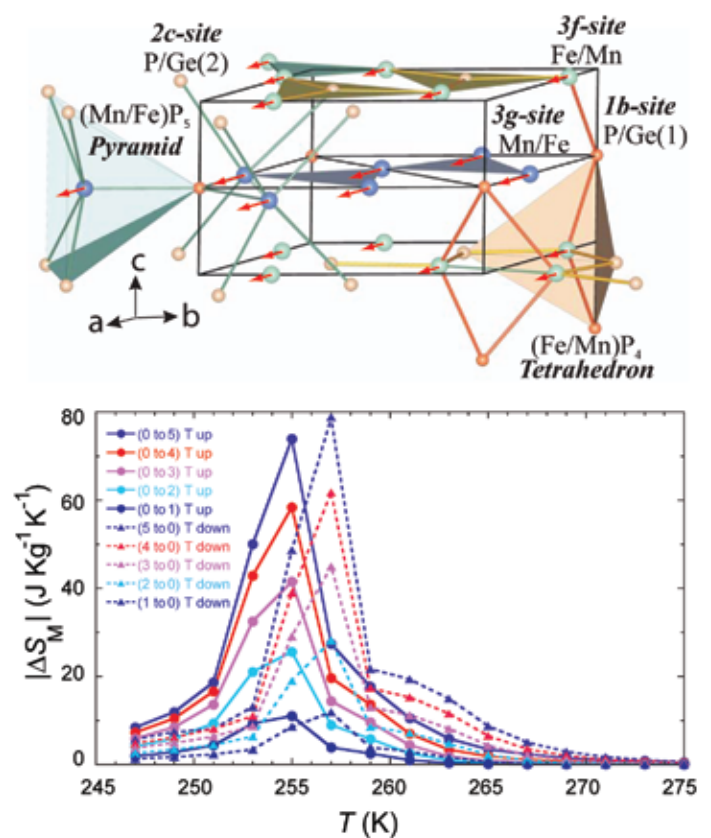 2c-site
P/Ge(2)
3f-site
Fe/Mn
(Mn/Fe)P5
Pyramid
3g-site
Mn/Fe
1b-site
P/Ge(1)
c
a
b
(Fe/Mn)P4
Tetrahedron
80
60
40
20
0
|ΔSM| (J Kg-1 K-1)
(0 to 5) T up
(0 to 4) T up
(0 to 3) T up
(0 to 2) T up
(0 to 1) T up
(5 to 0) T down
(4 to 0) T down
(3 to 0) T down
(2 to 0) T down
(1 to 0) T down
245 250 255 260 265 270 275
T (K)